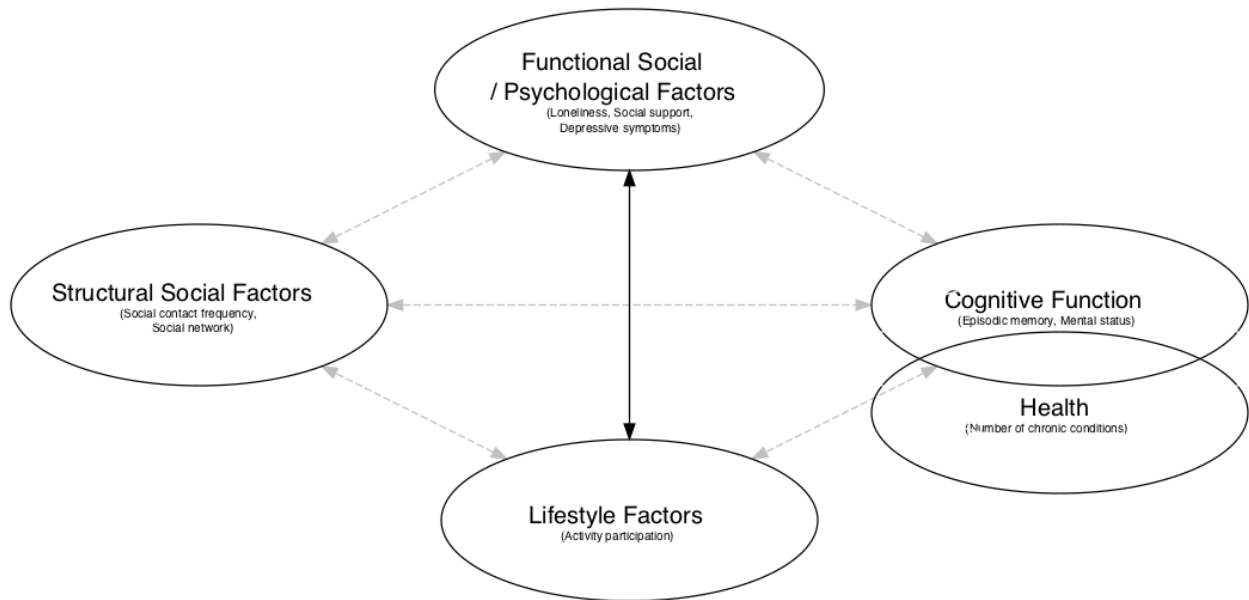 Functional Social
/ Psychological Factors
(Loneliness, Social support,
Depressive symptoms)
Structural Social Factors
(Social contact frequency,
Social network)
Cognitive Function
(Episodic memory, Mental status)
Health
(Number of chronic conditions)
Lifestyle Factors
(Activity participation)